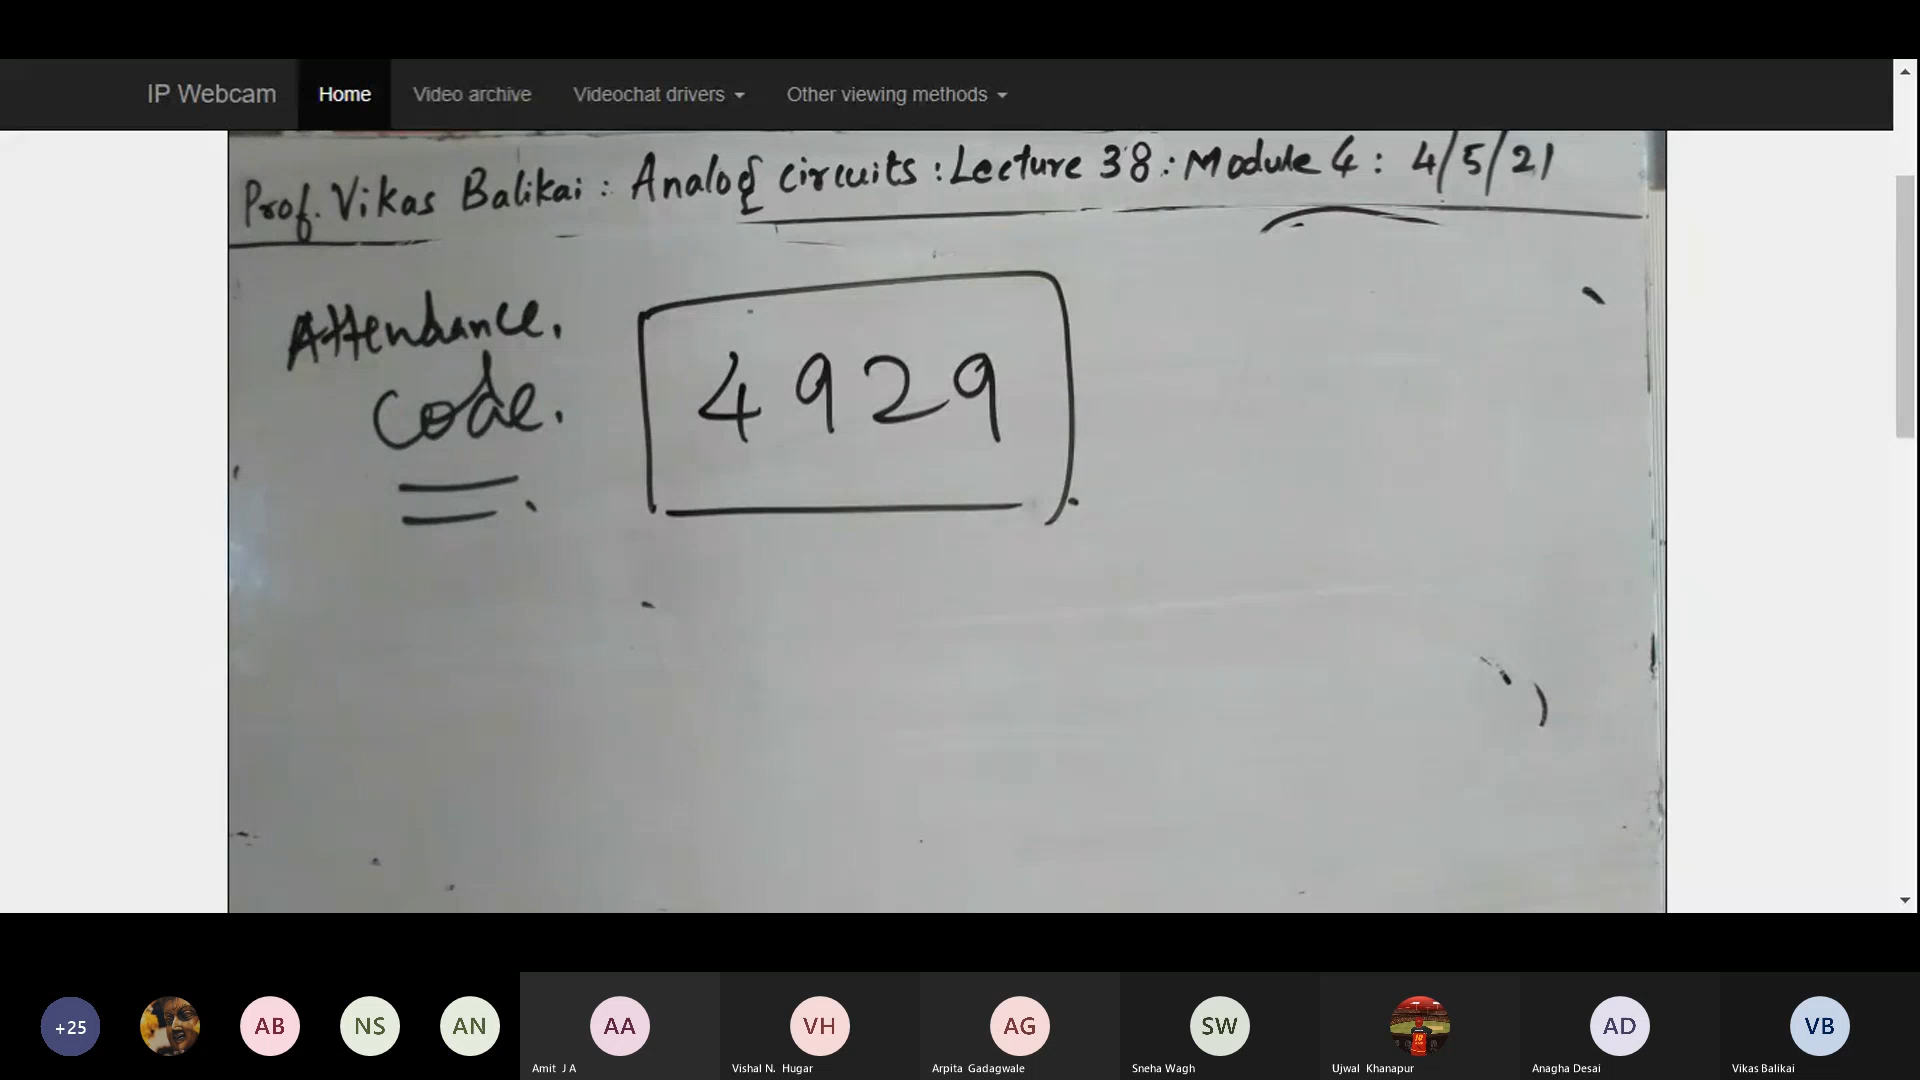 IP Webcam Home Video archive Videochat drivers Other viewing methods
Prof. Vikas Balikai : Analog circuits : Lecture 38 : Module 4 : 4/5/21
Attendance.
Code.
4929
+25 AB NS AN AA VH AG SW AD VB
Amit J A Vishal N. Hugar Arpita Gadagwale Sneha Wagh Ujwal Khanapur Anagha Desai Vikas Balikai